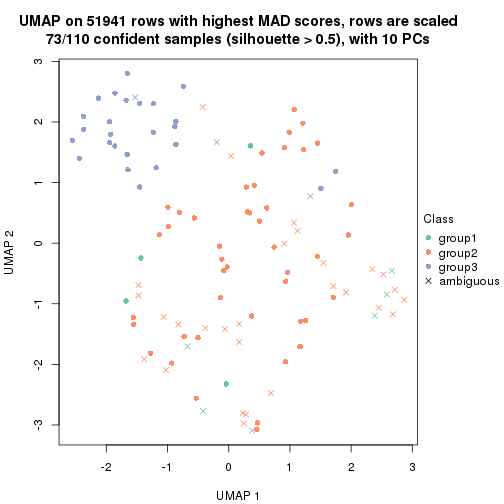 UMAP on 51941 rows with highest MAD scores, rows are scaled
73/110 confident samples (silhouette > 0.5), with 10 PCs
3
2
1
0
-1
-2
-3
UMAP 2
-2
-1
0
1
2
3
UMAP 1
Class
group1
group2
group3
ambiguous